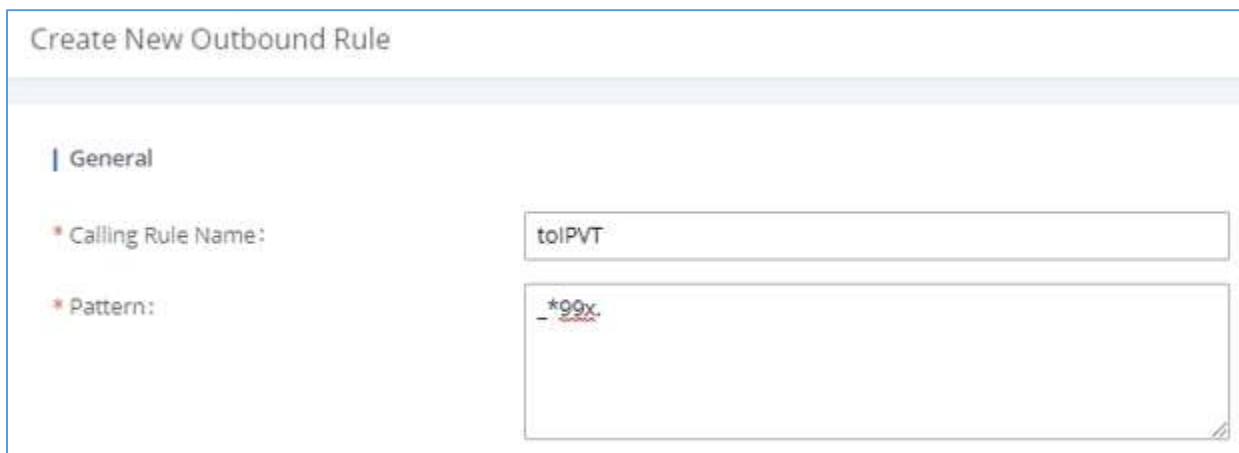 Create New Outbound Rule
| General
* Calling Rule Name: toIPVT
* Pattern: _*99x.